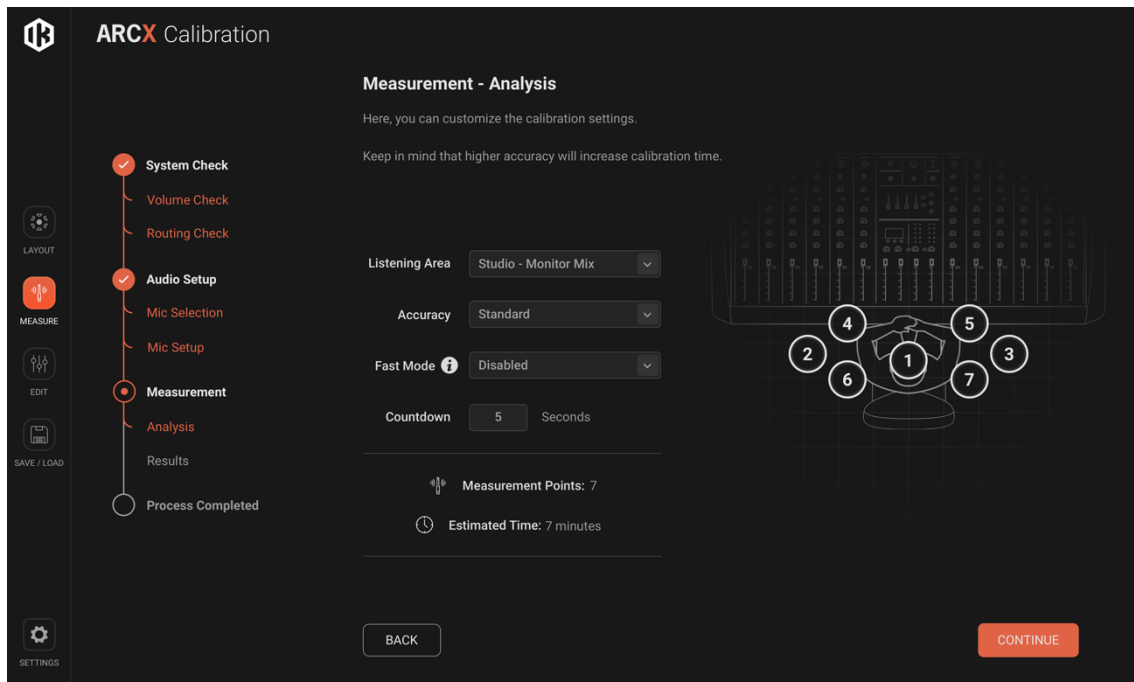 ARCX Calibration
Measurement - Analysis
Here, you can customize the calibration settings.
Keep in mind that higher accuracy will increase calibration time.
System Check
Volume Check
Routing Check
Audio Setup
Mic Selection
Mic Setup
Measurement
Analysis
Results
Process Completed
LAYOUT
MEASURE
EDIT
SAVE / LOAD
SETTINGS
Listening Area Studio - Monitor Mix
Accuracy Standard
Fast Mode i Disabled
Countdown 5 Seconds
Measurement Points: 7
Estimated Time: 7 minutes
4 5
2 1 3
6 7
BACK
CONTINUE